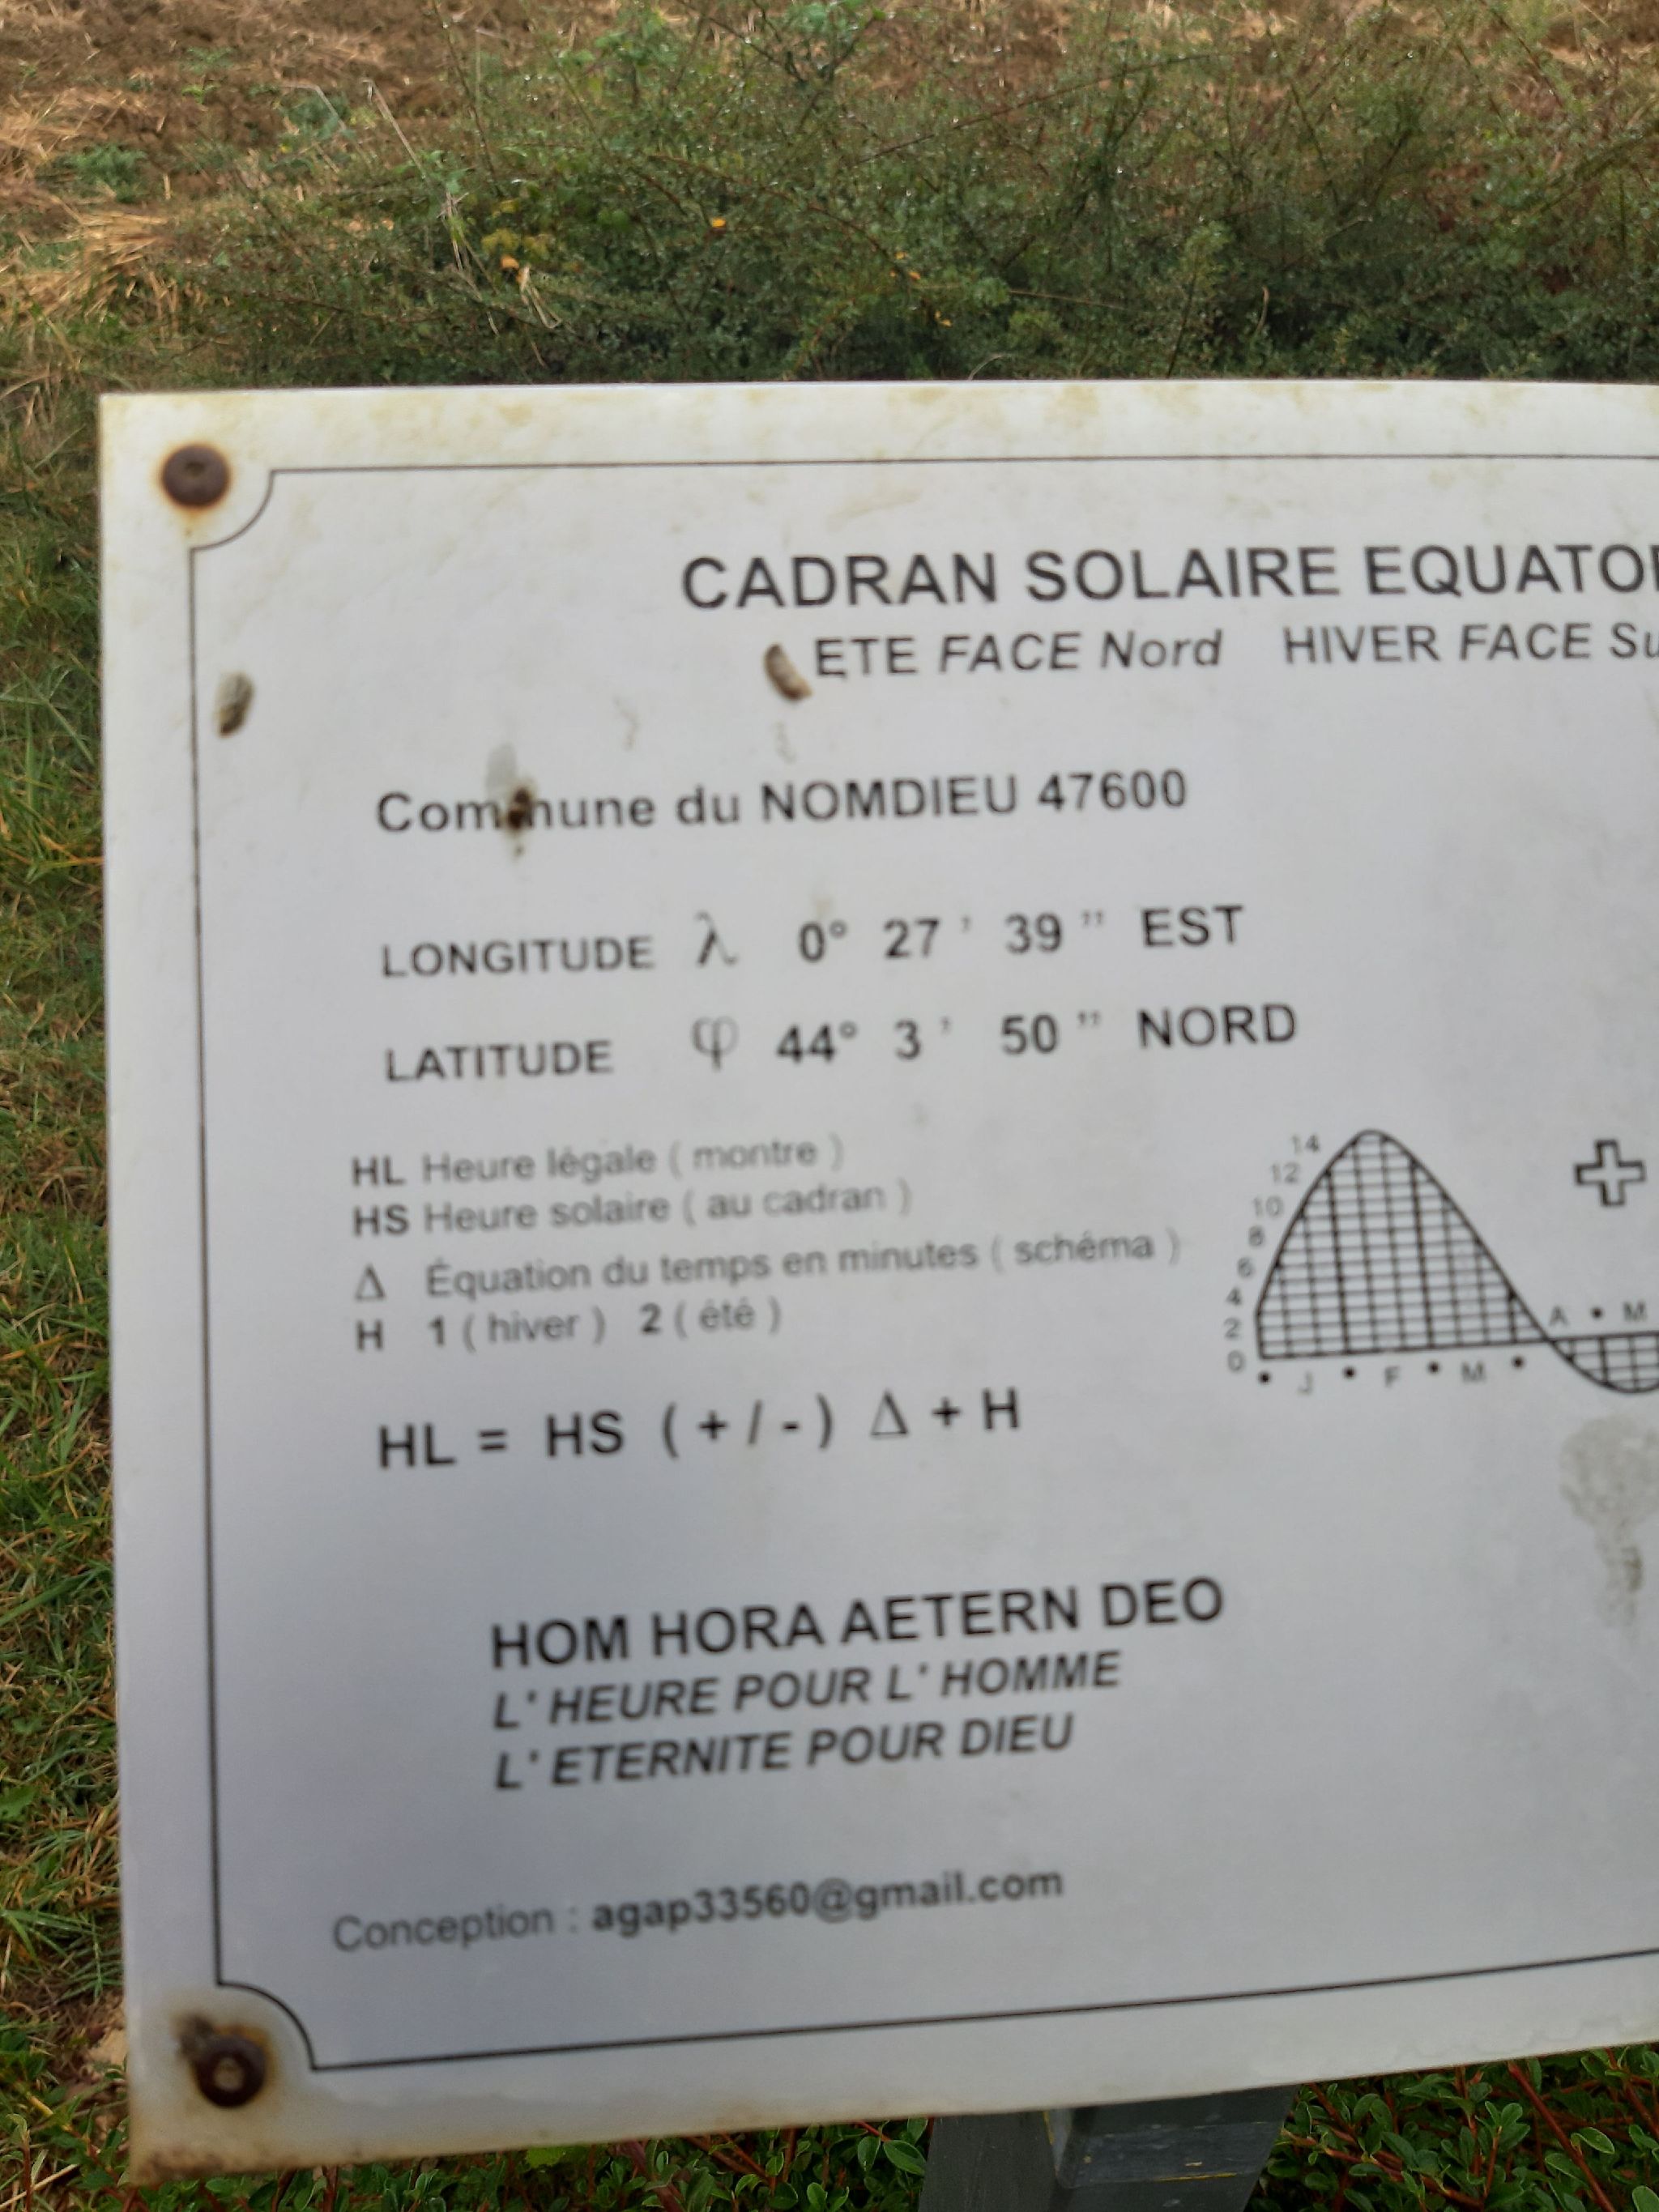 CADRAN SOLAIRE EQUATO
ETE FACE Nord HIVER FACE Su
Commune du NOMDIEU 47600
LONGITUDE λ 0° 27 ' 39 " EST
LATITUDE φ 44° 3 ' 50 " NORD
HL Heure légale ( montre )
HS Heure solaire ( au cadran )
Δ Équation du temps en minutes ( schéma )
H 1 ( hiver ) 2 ( été )
HL = HS ( + / - ) Δ + H
14
12
10
8
6
4
2
0
A • M
• J • F • M •
HOM HORA AETERN DEO
L' HEURE POUR L' HOMME
L' ETERNITE POUR DIEU
Conception : agap33560@gmail.com